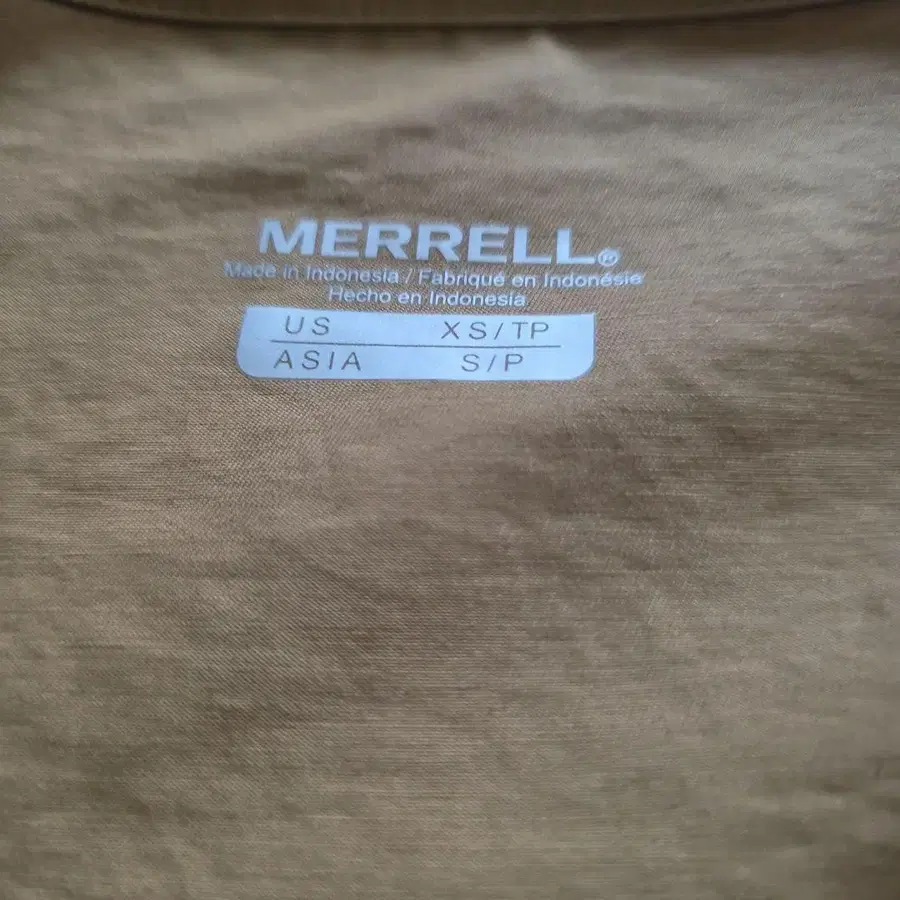 MERRELL®
Made in Indonesia / Fabriqué en Indonésie
Hecho en Indonesia
US XS/TP
ASIA S/P